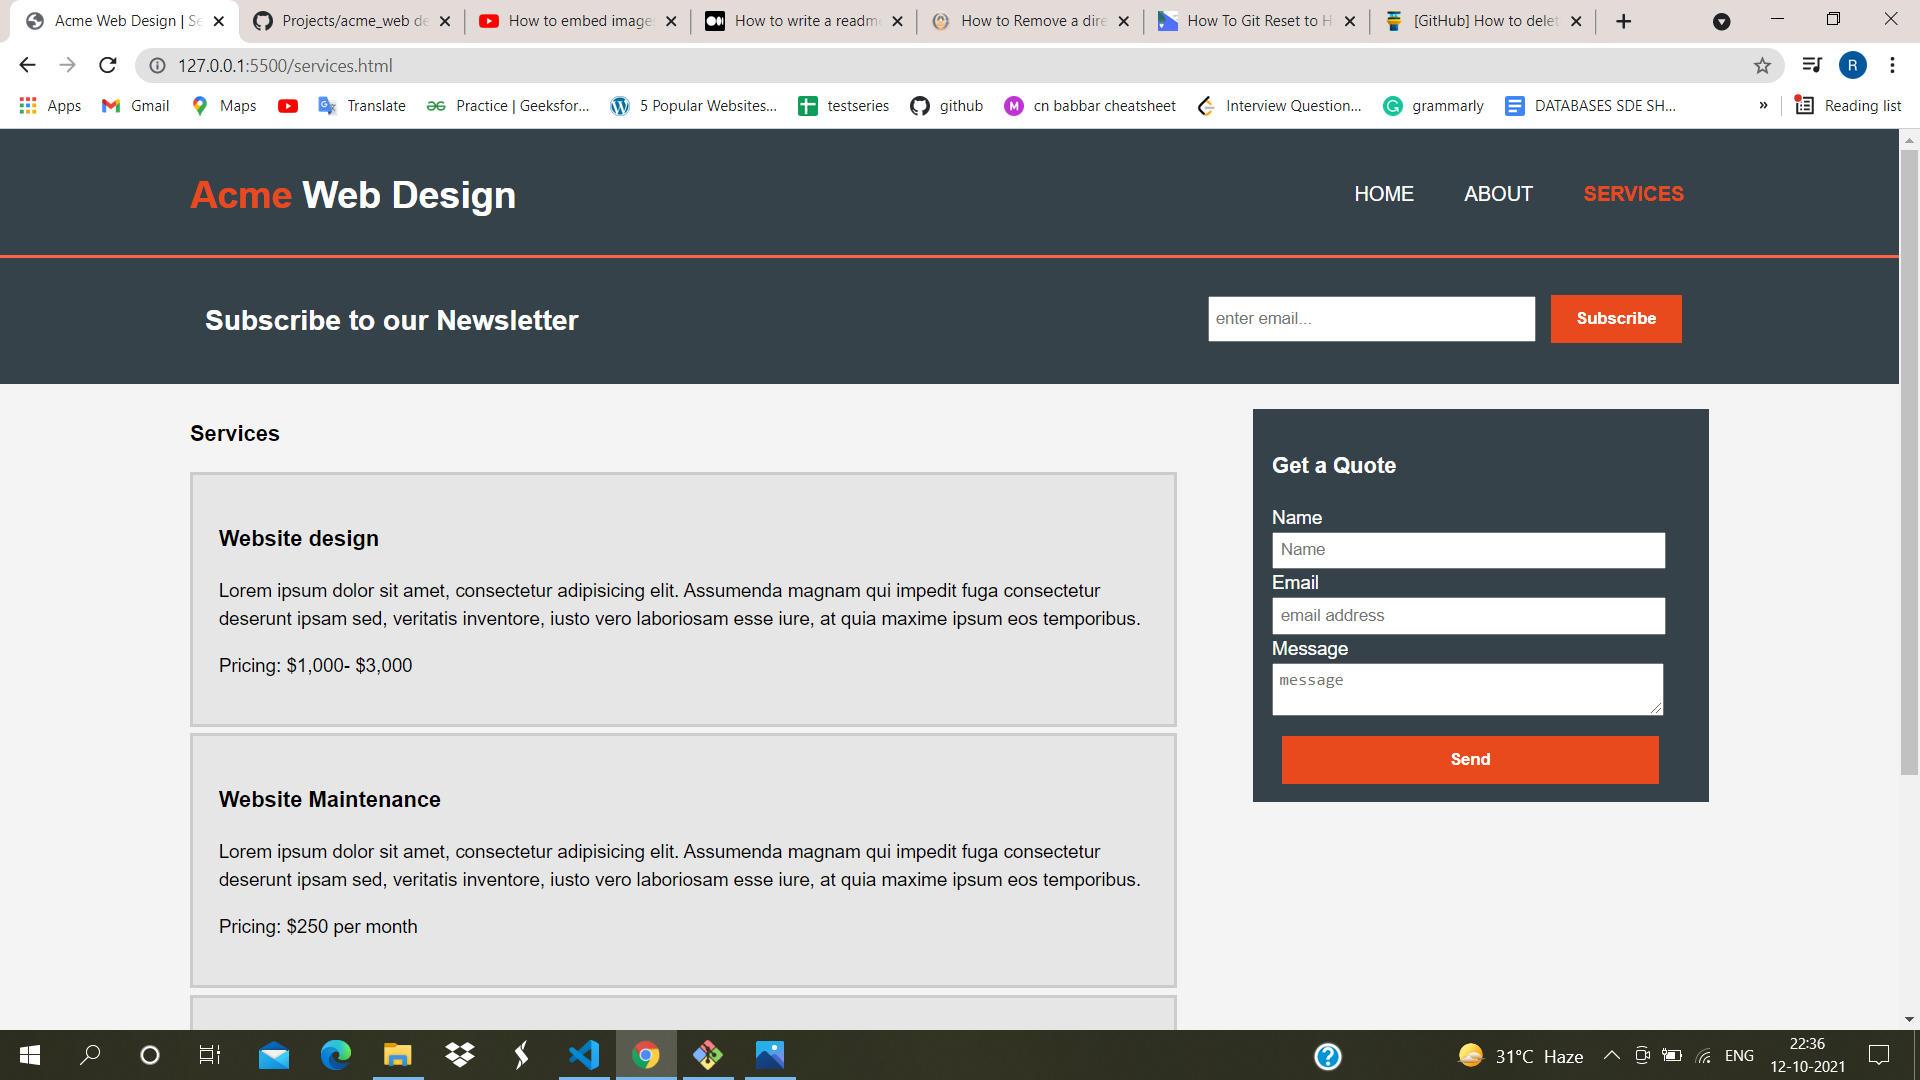 Acme Web Design | Se
Projects/acme_web de
How to embed image
How to write a readme
How to Remove a dire
How To Git Reset to H
[GitHub] How to delet
127.0.0.1:5500/services.html
R
Apps
Gmail
Maps
Translate
Practice | Geeksfor...
5 Popular Websites...
testseries
github
M
cn babbar cheatsheet
Interview Question...
grammarly
DATABASES SDE SH...
»
Reading list
Acme Web Design
HOME
ABOUT
SERVICES
Subscribe to our Newsletter
enter email...
Subscribe
Services
Website design
Lorem ipsum dolor sit amet, consectetur adipisicing elit. Assumenda magnam qui impedit fuga consectetur
deserunt ipsam sed, veritatis inventore, iusto vero laboriosam esse iure, at quia maxime ipsum eos temporibus.
Pricing: $1,000- $3,000
Website Maintenance
Lorem ipsum dolor sit amet, consectetur adipisicing elit. Assumenda magnam qui impedit fuga consectetur
deserunt ipsam sed, veritatis inventore, iusto vero laboriosam esse iure, at quia maxime ipsum eos temporibus.
Pricing: $250 per month
Get a Quote
Name
Name
Email
email address
Message
message
Send
31°C Haze
ENG
22:36
12-10-2021